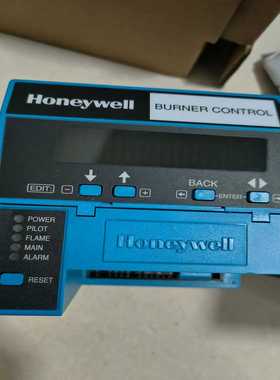 Honeywell
BURNER CONTROL
BACK
EDIT: - + ENTER
POWER
PILOT
FLAME
MAIN
ALARM
RESET
Honeywell